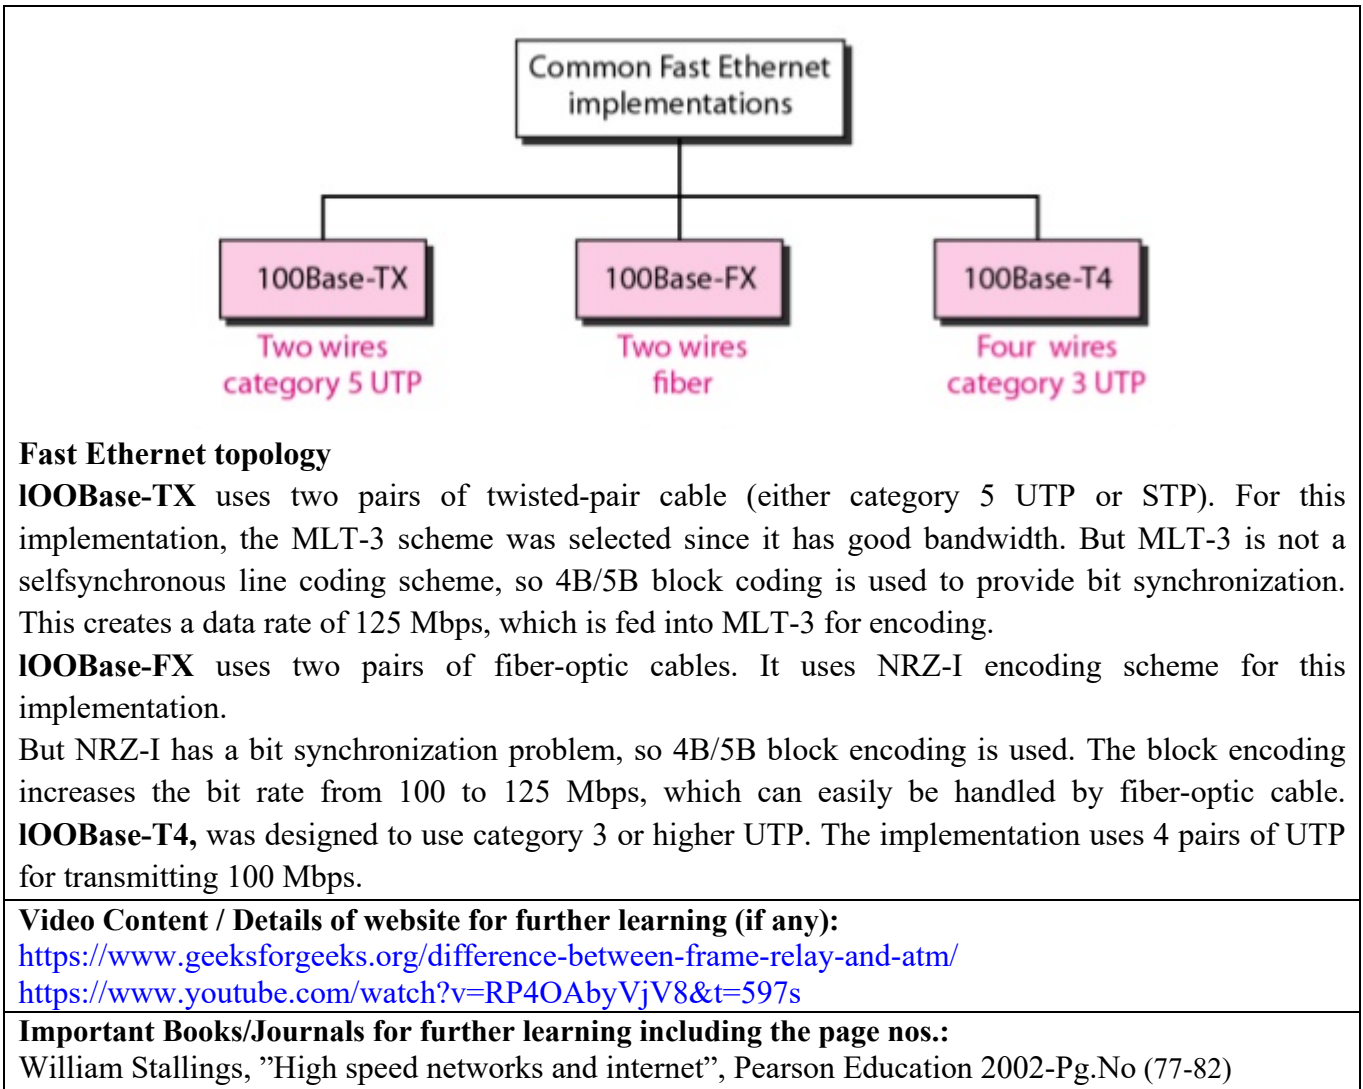 Common Fast Ethernet
implementations
100Base-TX
100Base-FX
100Base-T4
Two wires
category 5 UTP
Two wires
fiber
Four wires
category 3 UTP
Fast Ethernet topology
lOOBase-TX uses two pairs of twisted-pair cable (either category 5 UTP or STP). For this
implementation, the MLT-3 scheme was selected since it has good bandwidth. But MLT-3 is not a
selfsynchronous line coding scheme, so 4B/5B block coding is used to provide bit synchronization.
This creates a data rate of 125 Mbps, which is fed into MLT-3 for encoding.
lOOBase-FX uses two pairs of fiber-optic cables. It uses NRZ-I encoding scheme for this
implementation.
But NRZ-I has a bit synchronization problem, so 4B/5B block encoding is used. The block encoding
increases the bit rate from 100 to 125 Mbps, which can easily be handled by fiber-optic cable.
lOOBase-T4, was designed to use category 3 or higher UTP. The implementation uses 4 pairs of UTP
for transmitting 100 Mbps.
Video Content / Details of website for further learning (if any):
https://www.geeksforgeeks.org/difference-between-frame-relay-and-atm/
https://www.youtube.com/watch?v=RP4OAbyVjV8&t=597s
Important Books/Journals for further learning including the page nos.:
William Stallings, ”High speed networks and internet”, Pearson Education 2002-Pg.No (77-82)